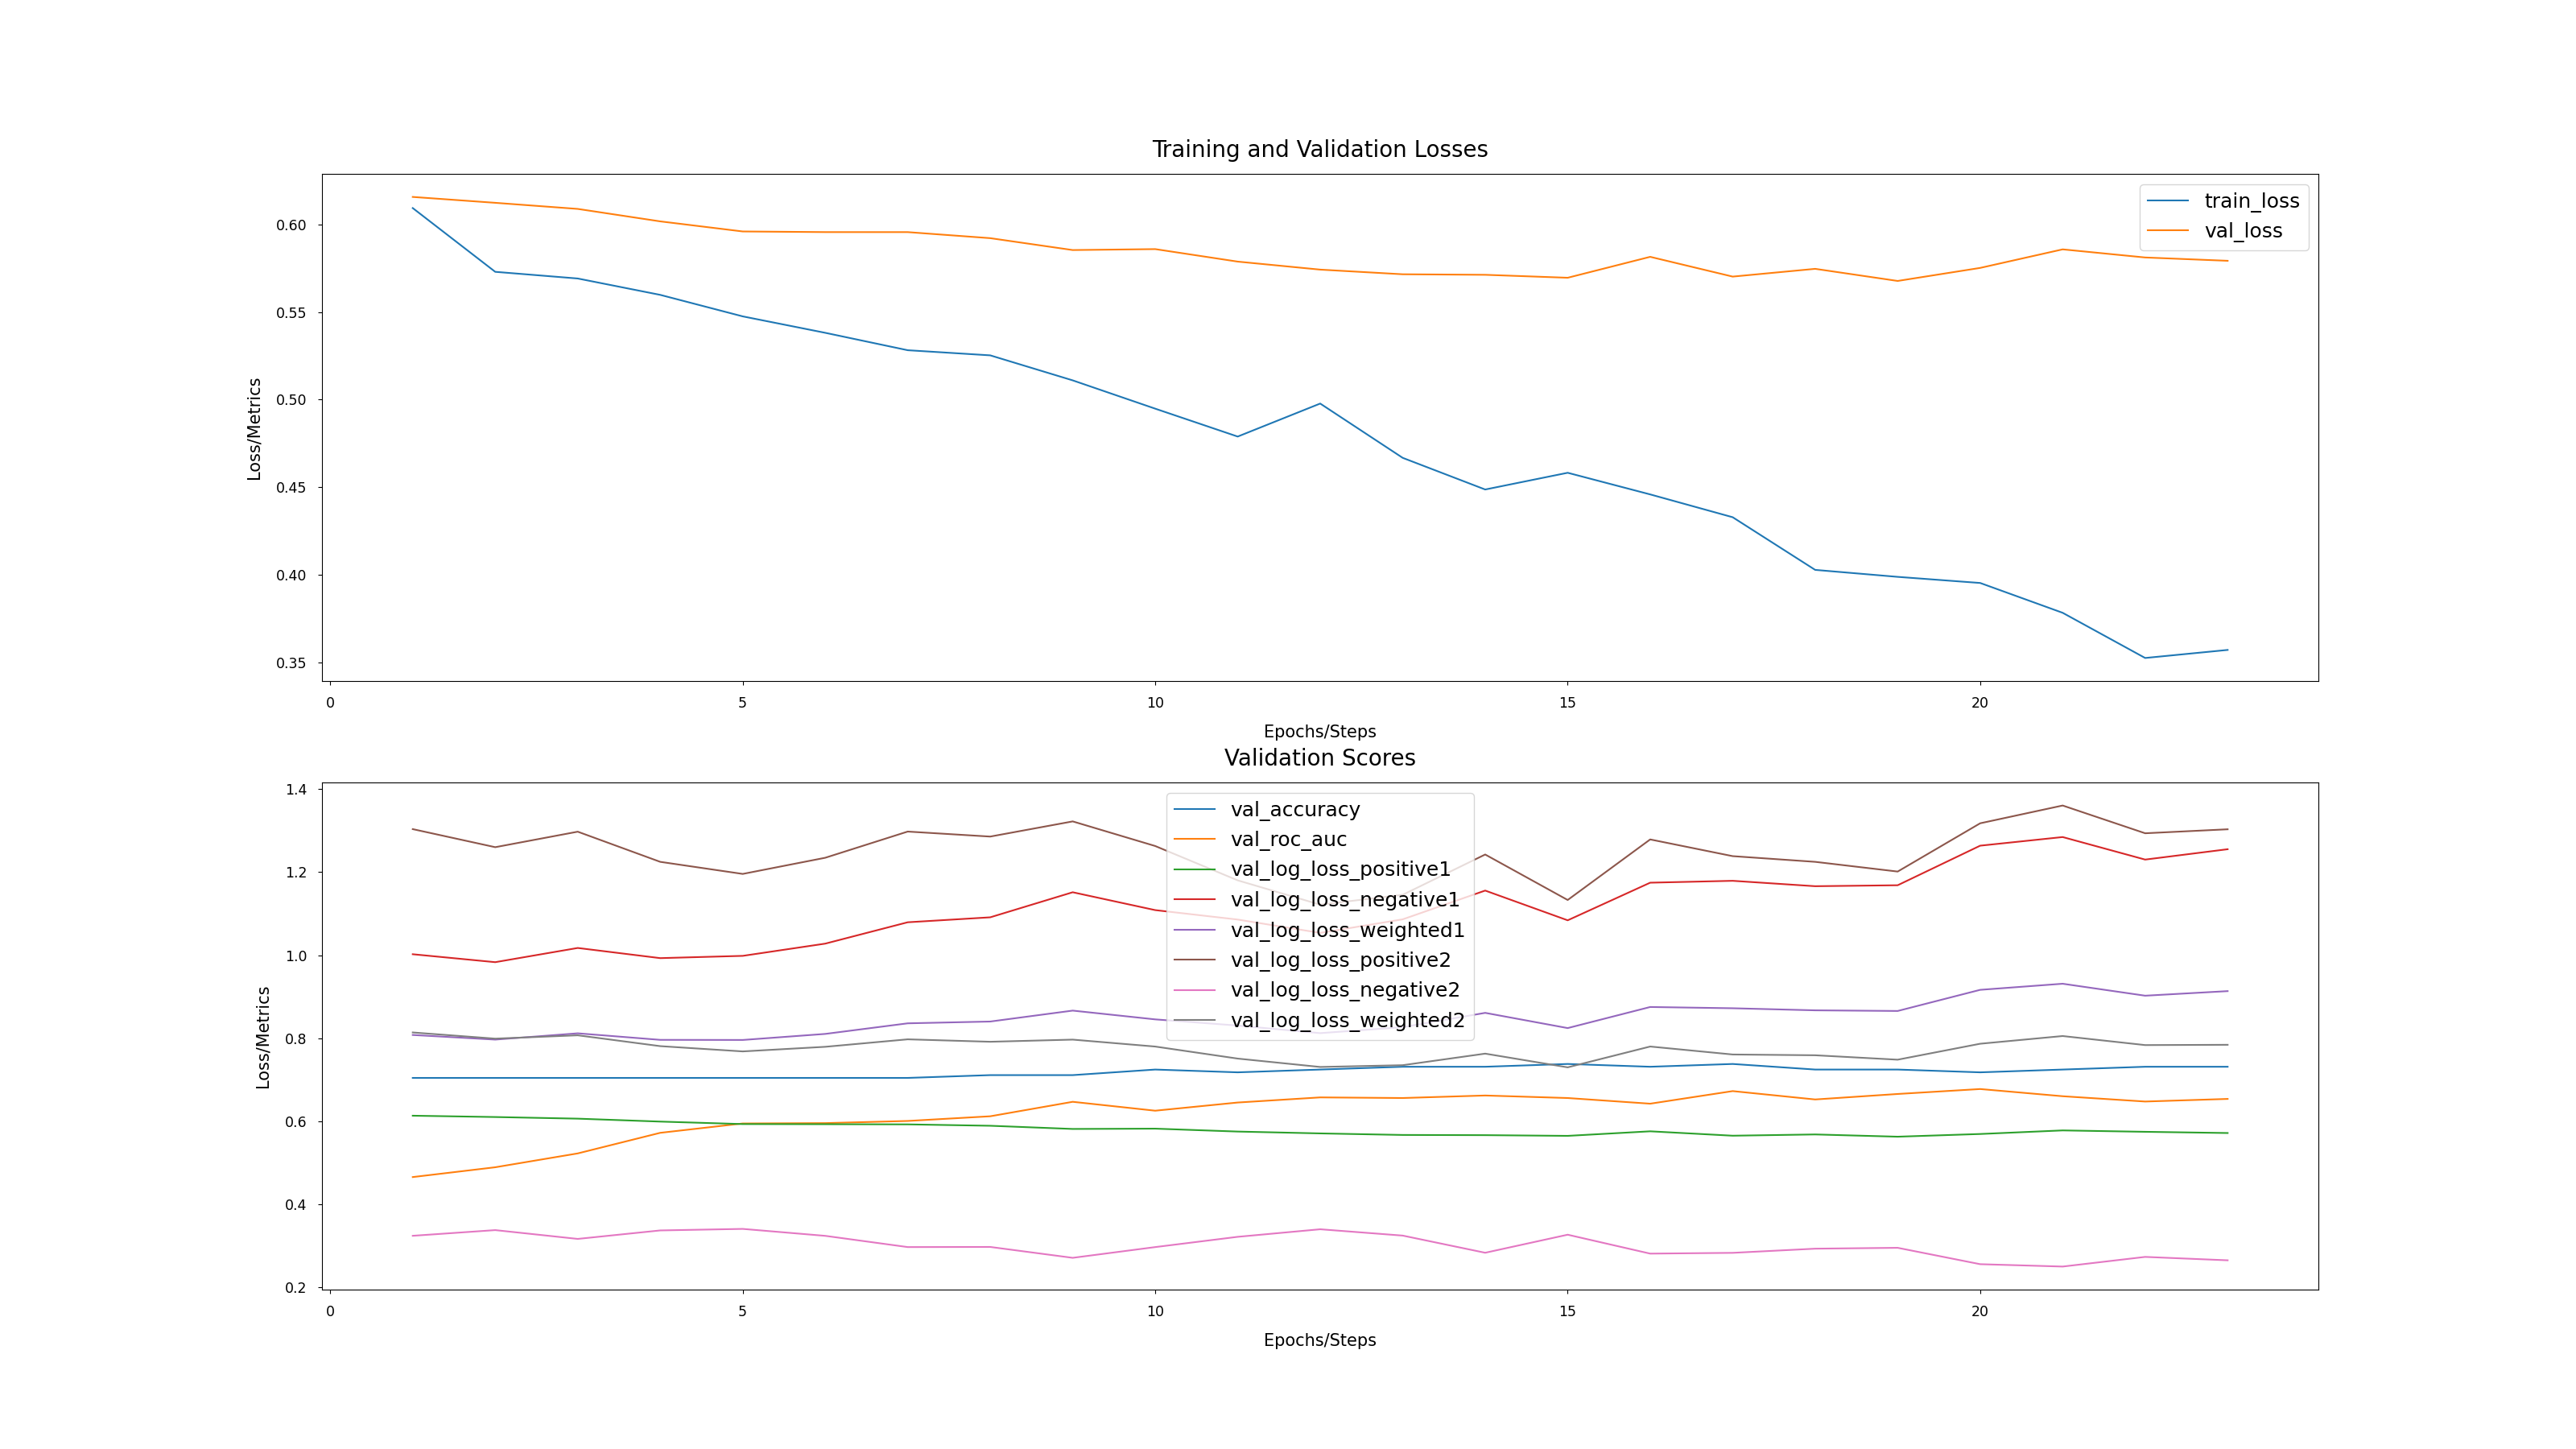 Training and Validation Losses
train_loss
val_loss
0.60
0.55
0.50
0.45
0.40
0.35
Loss/Metrics
0 5 10 15 20
Epochs/Steps
Validation Scores
val_accuracy
val_roc_auc
val_log_loss_positive1
val_log_loss_negative1
val_log_loss_weighted1
val_log_loss_positive2
val_log_loss_negative2
val_log_loss_weighted2
1.4
1.2
1.0
0.8
0.6
0.4
0.2
Loss/Metrics
0 5 10 15 20
Epochs/Steps